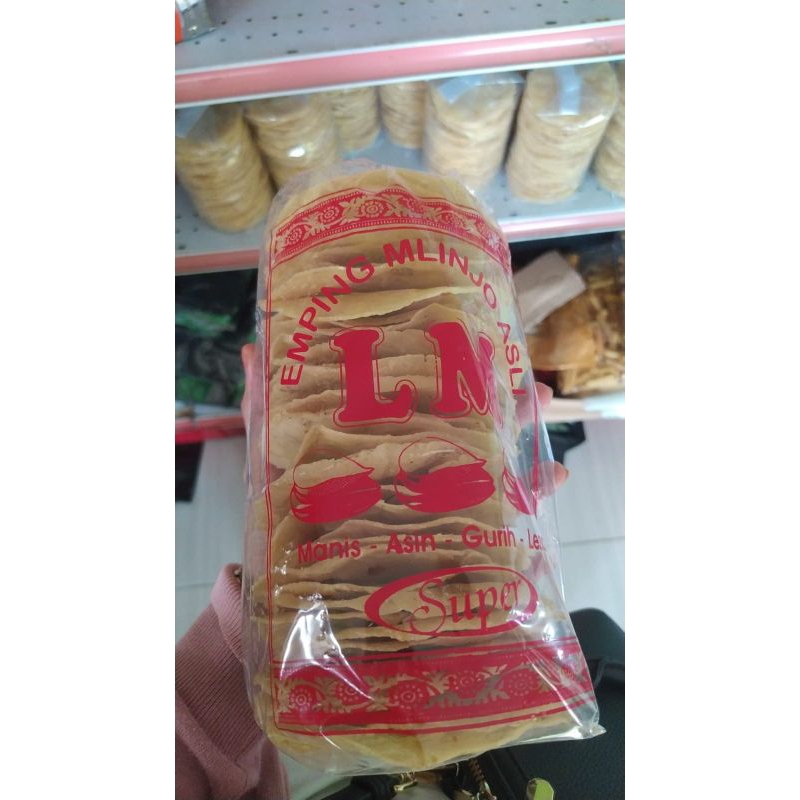 EMPING MLINJO ASLI
LM
Manis - Asin - Gurih -
Super